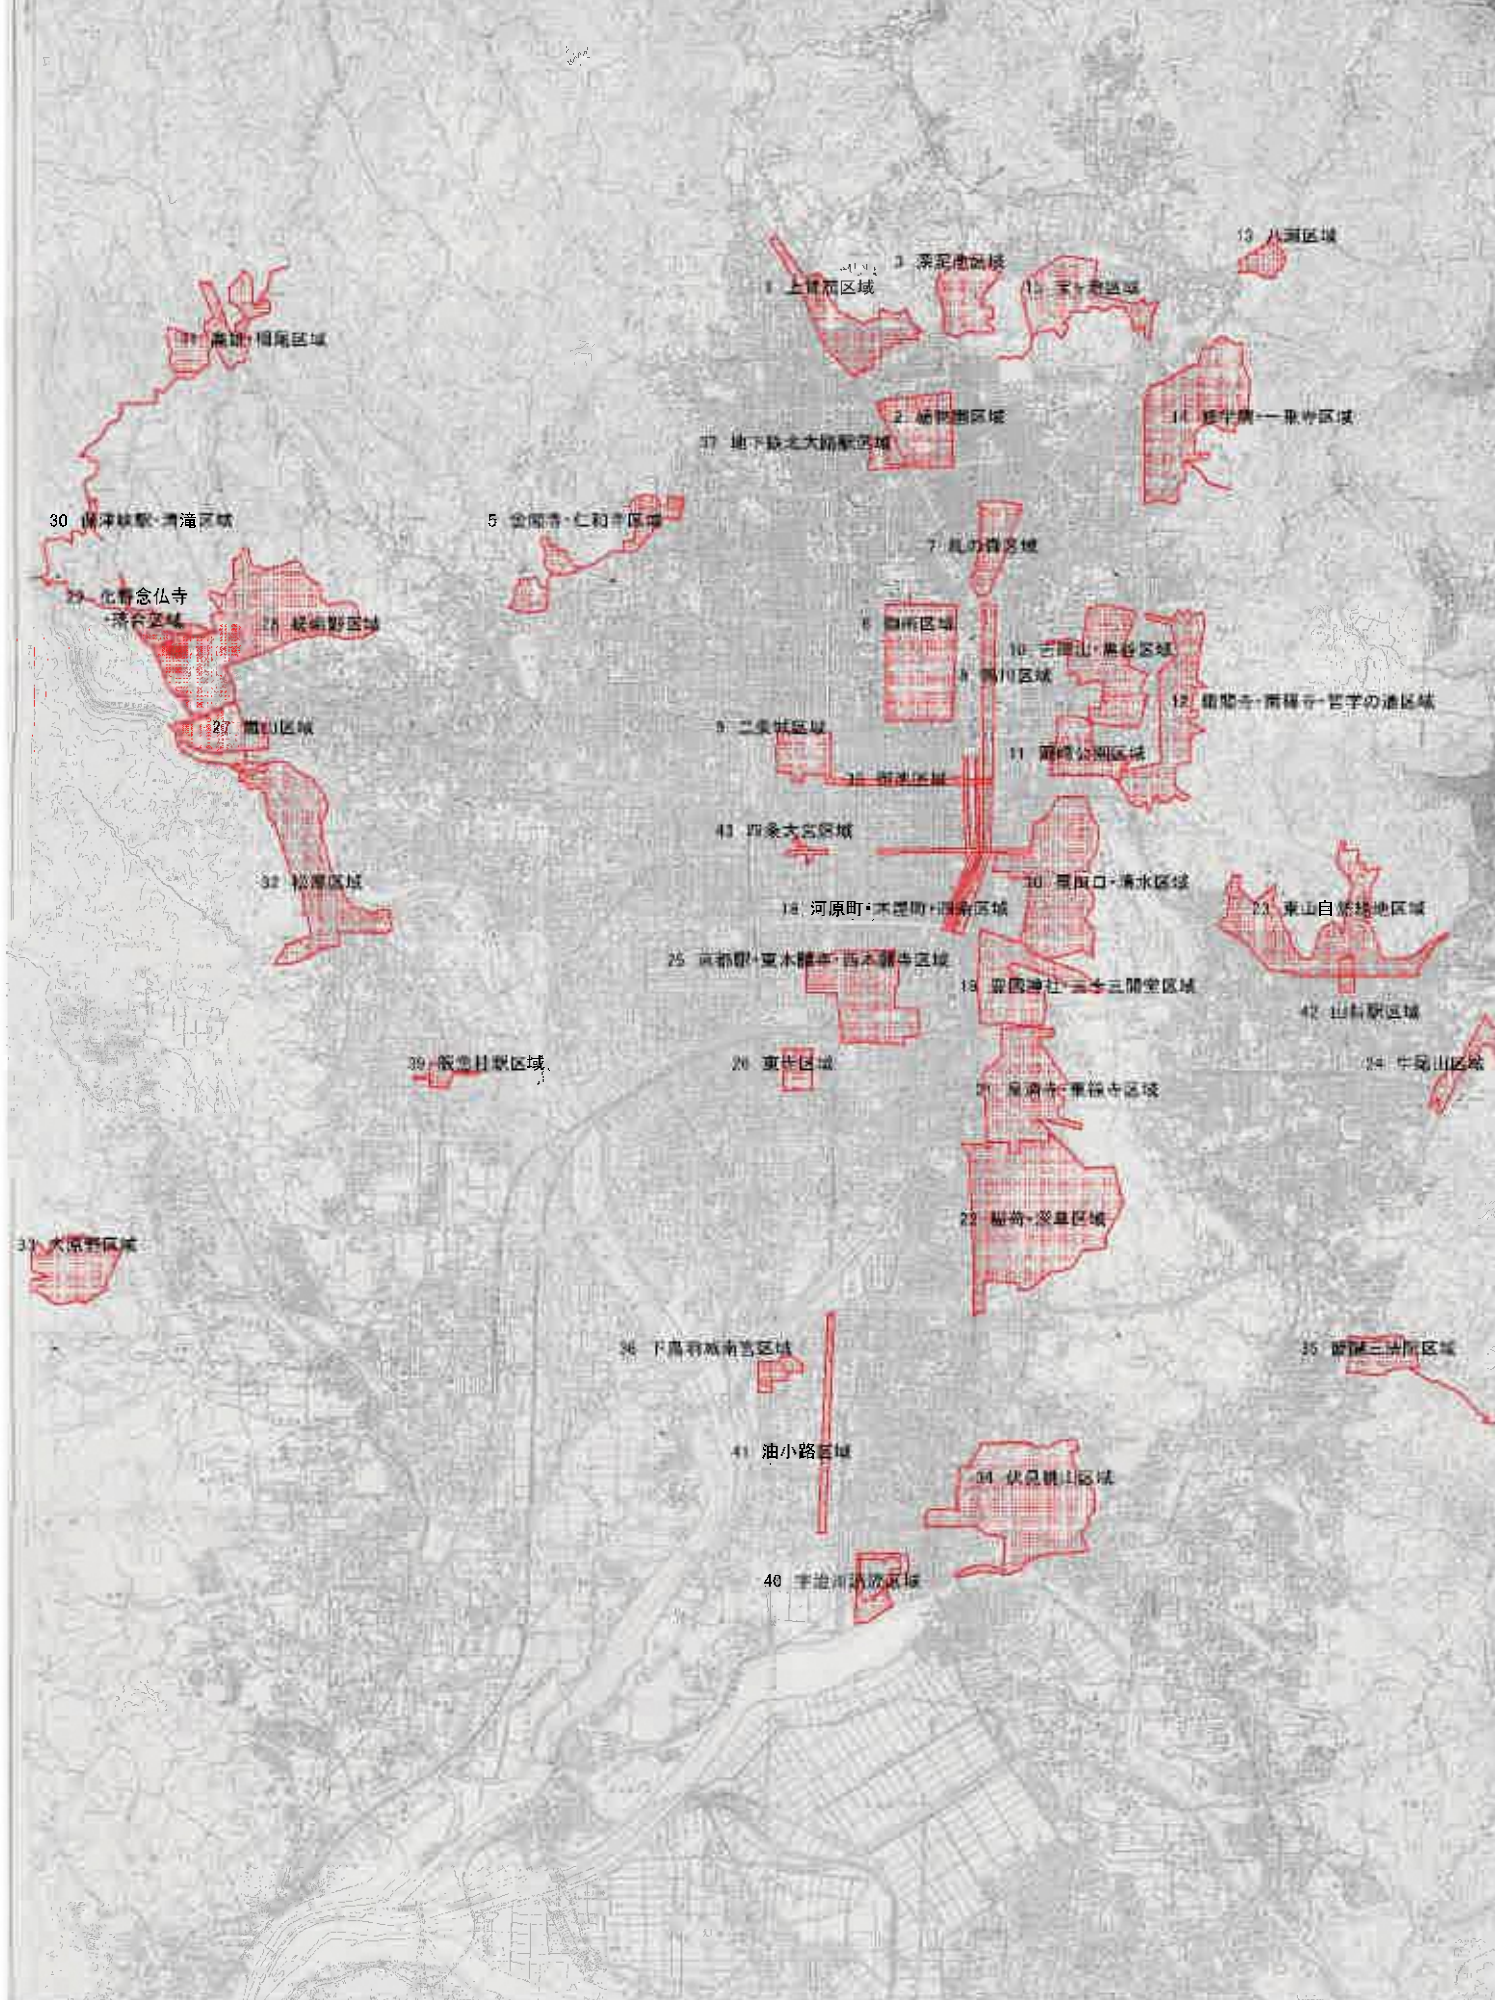 13 八瀬区域
3 深泥池区域
1 上賀茂区域
15 宝ヶ池区域
31 高雄・栂尾区域
2 植物園区域
14 修学院・一乗寺区域
37 地下鉄北大路駅区域
30 保津峡駅・清滝区域
5 金閣寺・仁和寺区域
7 糺の森区域
29 化野念仏寺
・落合区域
28 嵯峨野区域
6 御所区域
10 吉田山・黒谷区域
8 鴨川区域
12 銀閣寺・南禅寺・哲学の道区域
27 嵐山区域
9 二条城区域
11 岡崎公園区域
御池区域
43 四条大宮区域
32 松尾区域
粟田口・清水区域
18 河原町・木屋町・四条区域
23 東山自然緑地区域
25 京都駅・東本願寺・西本願寺区域
19 豊国神社・三十三間堂区域
42 山科駅区域
39 阪急桂駅区域
26 東寺区域
24 牛尾山区域
21 泉涌寺・東福寺区域
22 稲荷・深草区域
33 大原野区域
36 下鳥羽城南宮区域
35 醍醐三宝院区域
41 油小路区域
34 伏見桃山区域
40 宇治川派流区域